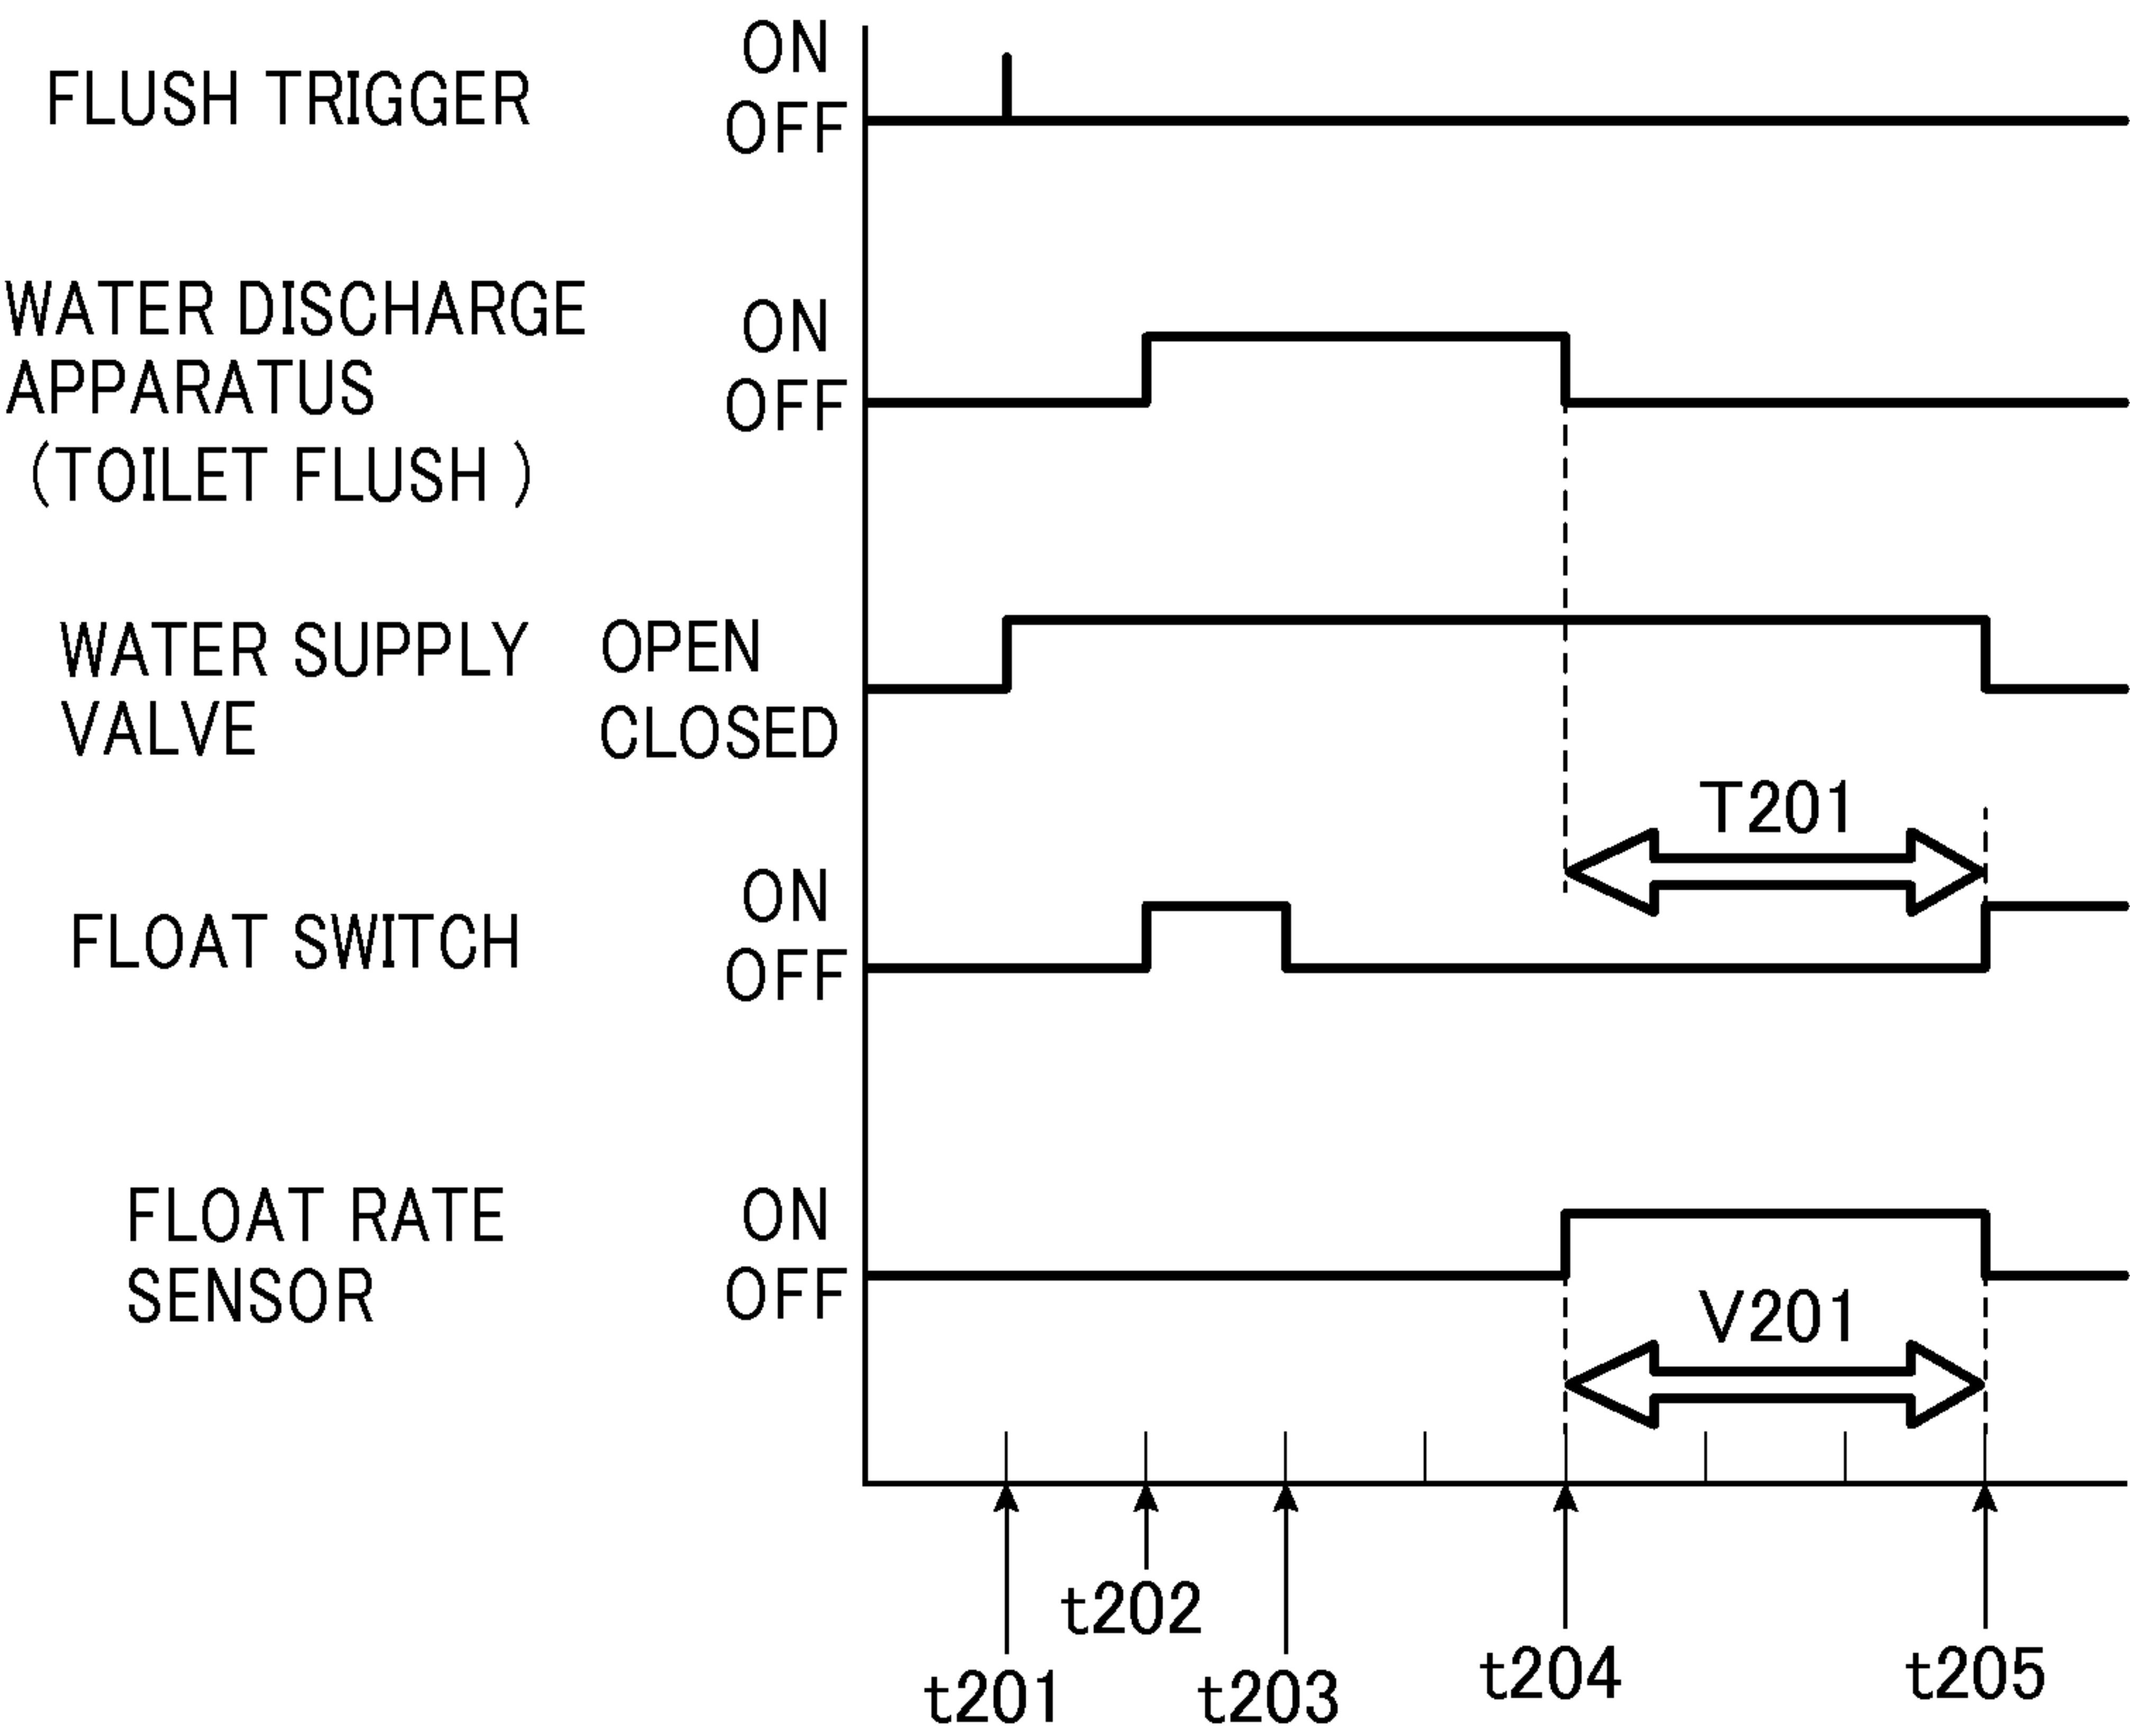 FLUSH TRIGGER
ON
OFF
WATER DISCHARGE
APPARATUS
(TOILET FLUSH )
ON
OFF
WATER SUPPLY
VALVE
OPEN
CLOSED
T201
FLOAT SWITCH
ON
OFF
FLOAT RATE
SENSOR
ON
OFF
V201
t201
t202
t203
t204
t205